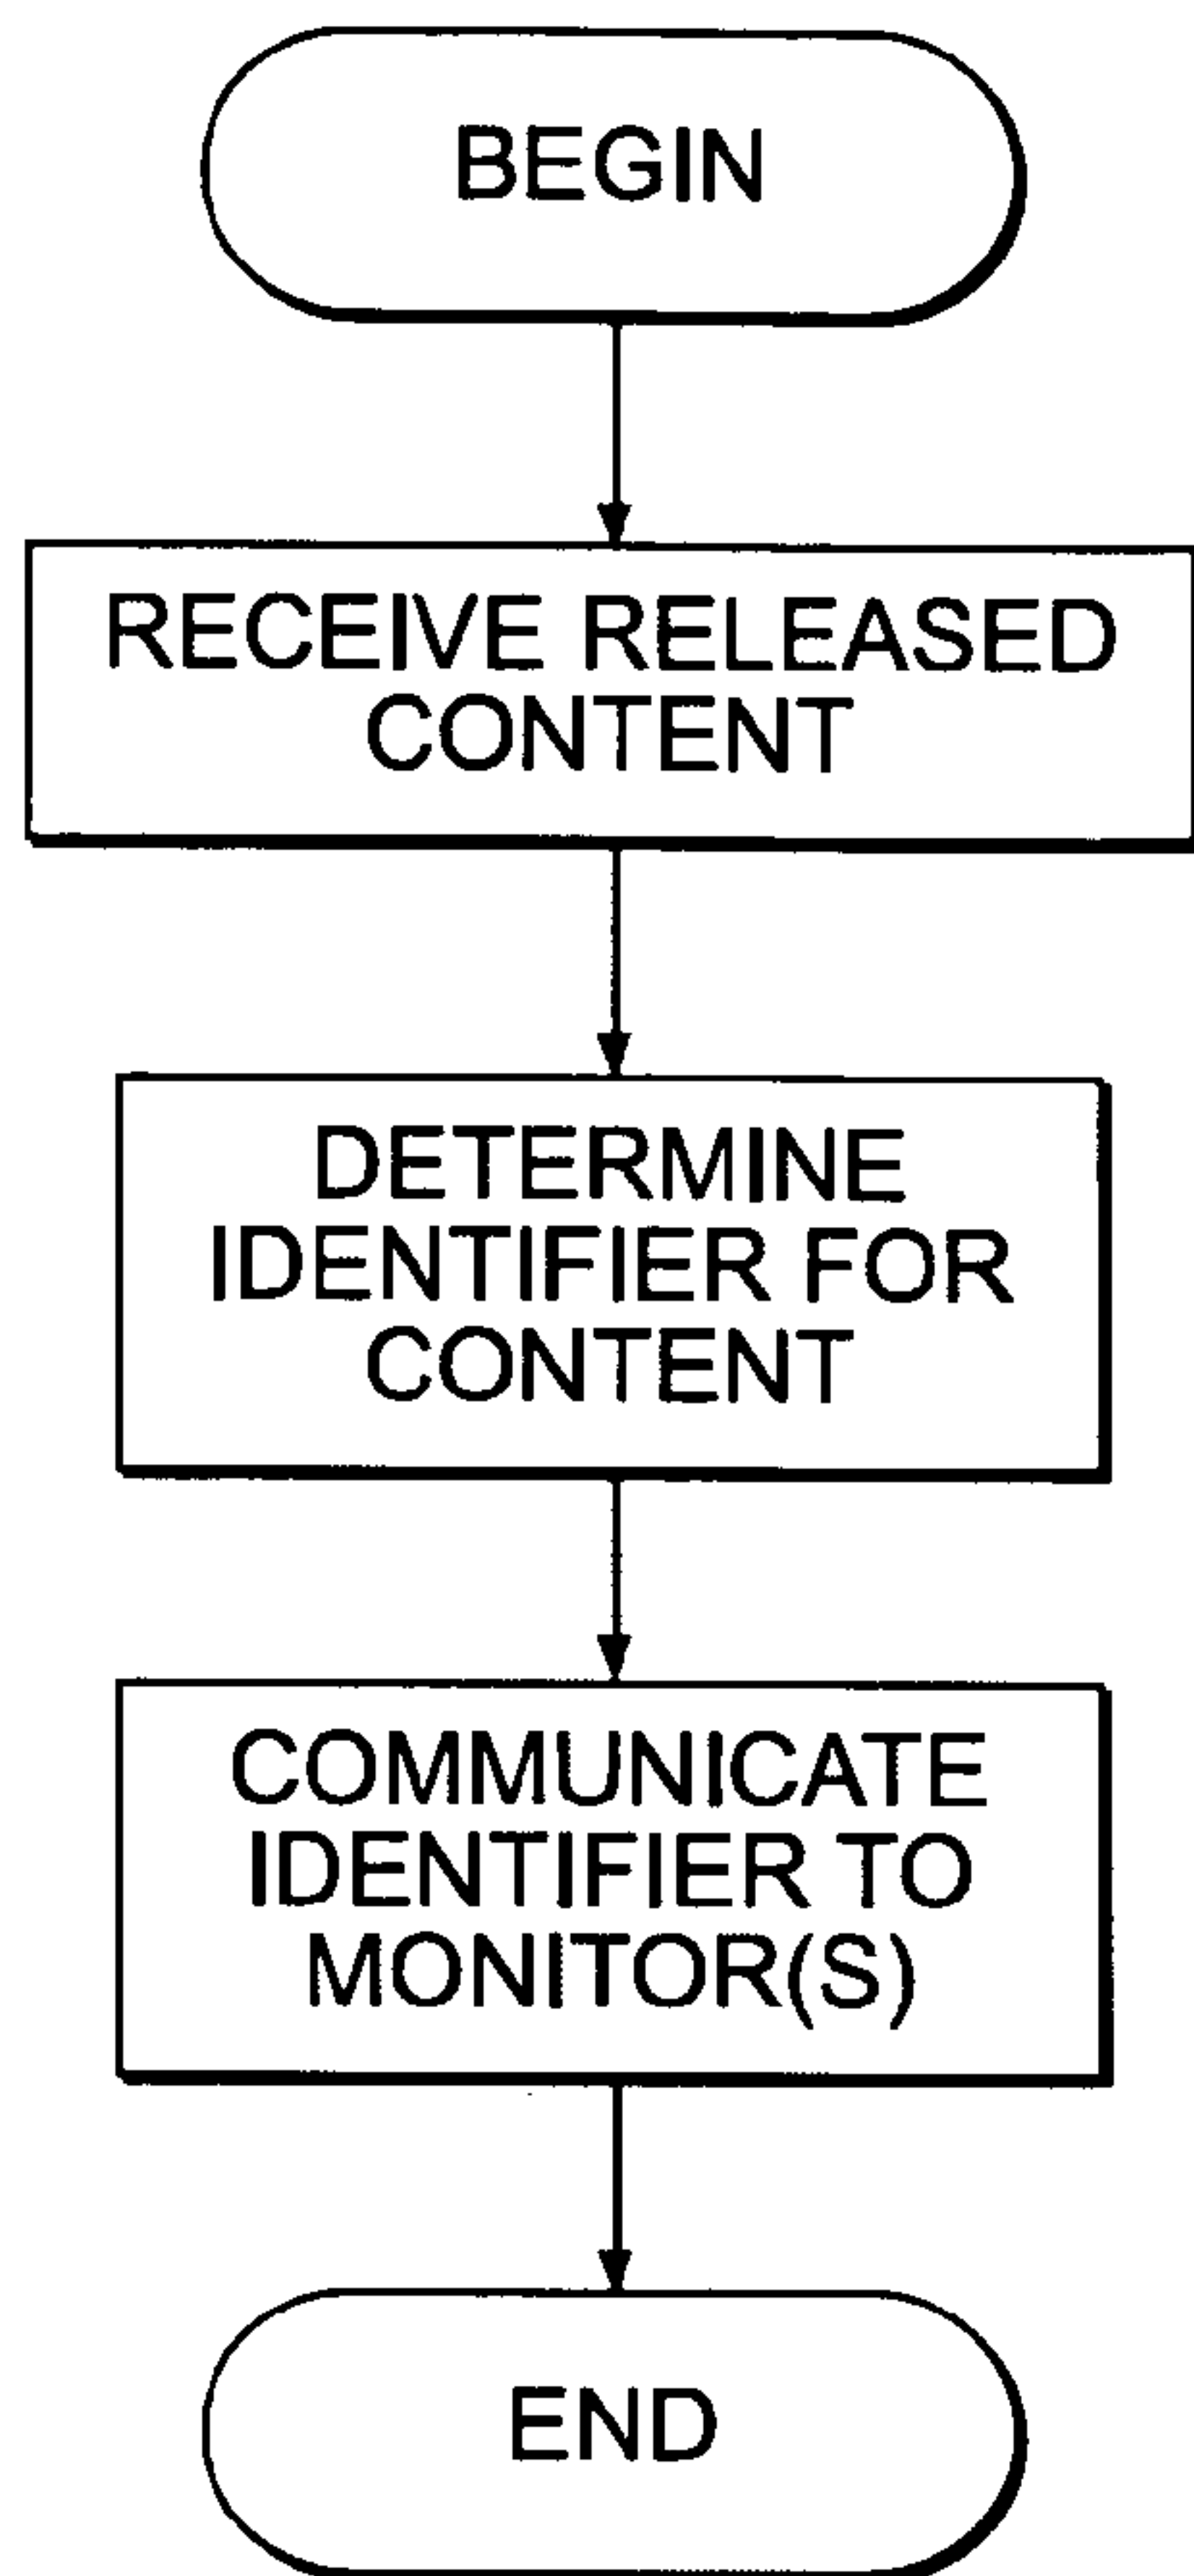 BEGIN
RECEIVE RELEASED
CONTENT
DETERMINE
IDENTIFIER FOR
CONTENT
COMMUNICATE
IDENTIFIER TO
MONITOR(S)
END